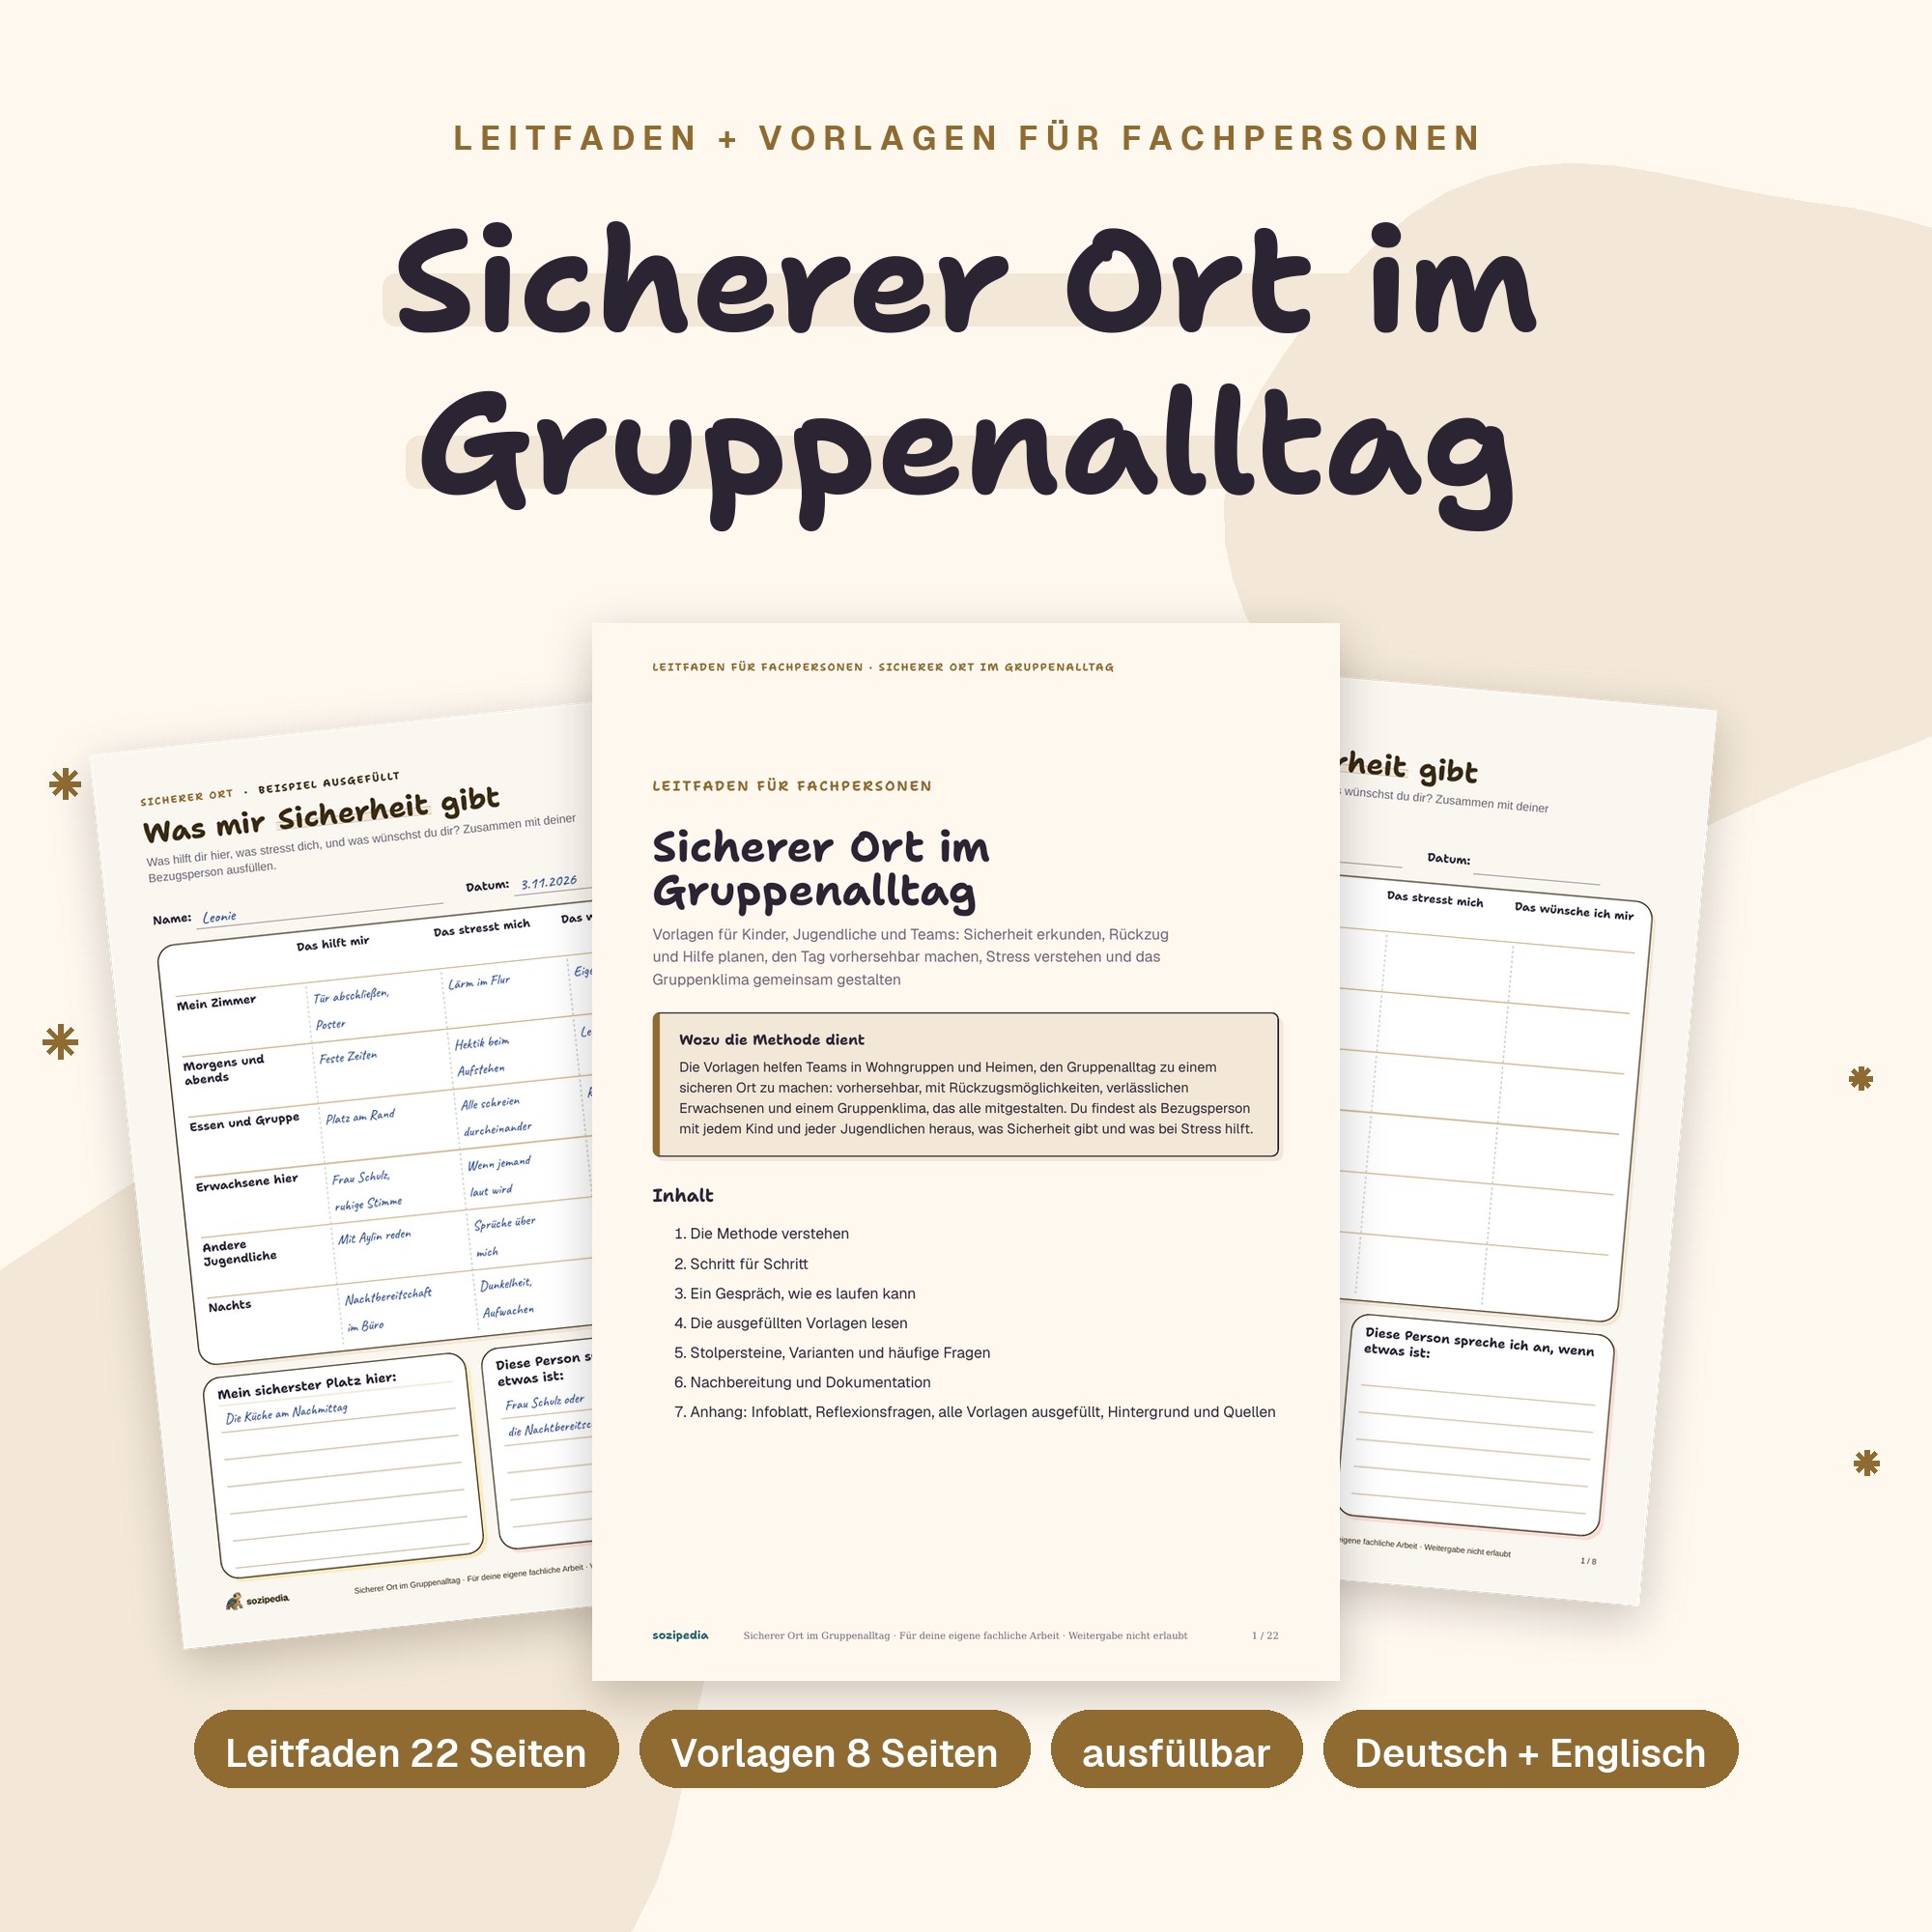 LEITFADEN + VORLAGEN FÜR FACHPERSONEN
Sicherer Ort im
Gruppenalltag
SICHERER ORT · BEISPIEL AUSGEFÜLLT
Was mir Sicherheit gibt
Was hilft dir hier, was stresst dich, und was wünschst du dir? Zusammen mit deiner
Bezugsperson ausfüllen.
Name: Leonie
Datum: 3.11.2026
Das hilft mir
Das stresst mich
Das
Mein Zimmer
Tür abschließen,
Poster
Lärm im Flur
Morgens und
abends
Feste Zeiten
Hektik beim
Aufstehen
Essen und Gruppe
Platz am Rand
Alle schreien
durcheinander
Erwachsene hier
Frau Schulz,
ruhige Stimme
Wenn jemand
laut wird
Andere
Jugendliche
Mit Aylin reden
Sprüche über
mich
Nachts
Nachtbereitschaft
im Büro
Dunkelheit,
Aufwachen
Mein sicherster Platz hier:
Die Küche am Nachmittag
Diese Person
etwas ist:
Frau Schulz oder
die
sozipedia
Sicherer Ort im Gruppenalltag · Für deine eigene fachliche Arbeit ·
LEITFADEN FÜR FACHPERSONEN · SICHERER ORT IM GRUPPENALLTAG
LEITFADEN FÜR FACHPERSONEN
Sicherer Ort im
Gruppenalltag
Vorlagen für Kinder, Jugendliche und Teams: Sicherheit erkunden, Rückzug
und Hilfe planen, den Tag vorhersehbar machen, Stress verstehen und das
Gruppenklima gemeinsam gestalten
Wozu die Methode dient
Die Vorlagen helfen Teams in Wohngruppen und Heimen, den Gruppenalltag zu einem
sicheren Ort zu machen: vorhersehbar, mit Rückzugsmöglichkeiten, verlässlichen
Erwachsenen und einem Gruppenklima, das alle mitgestalten. Du findest als Bezugsperson
mit jedem Kind und jeder Jugendlichen heraus, was Sicherheit gibt und was bei Stress hilft.
Inhalt
1. Die Methode verstehen
2. Schritt für Schritt
3. Ein Gespräch, wie es laufen kann
4. Die ausgefüllten Vorlagen lesen
5. Stolpersteine, Varianten und häufige Fragen
6. Nachbereitung und Dokumentation
7. Anhang: Infoblatt, Reflexionsfragen, alle Vorlagen ausgefüllt, Hintergrund und Quellen
sozipedia
Sicherer Ort im Gruppenalltag · Für deine eigene fachliche Arbeit · Weitergabe nicht erlaubt
1 / 22
gibt
wünschst du dir? Zusammen mit deiner
Datum:
Das stresst mich
Das wünsche ich mir
Diese Person spreche ich an, wenn
etwas ist:
eigene fachliche Arbeit · Weitergabe nicht erlaubt
1 / 8
Leitfaden 22 Seiten
Vorlagen 8 Seiten
ausfüllbar
Deutsch + Englisch